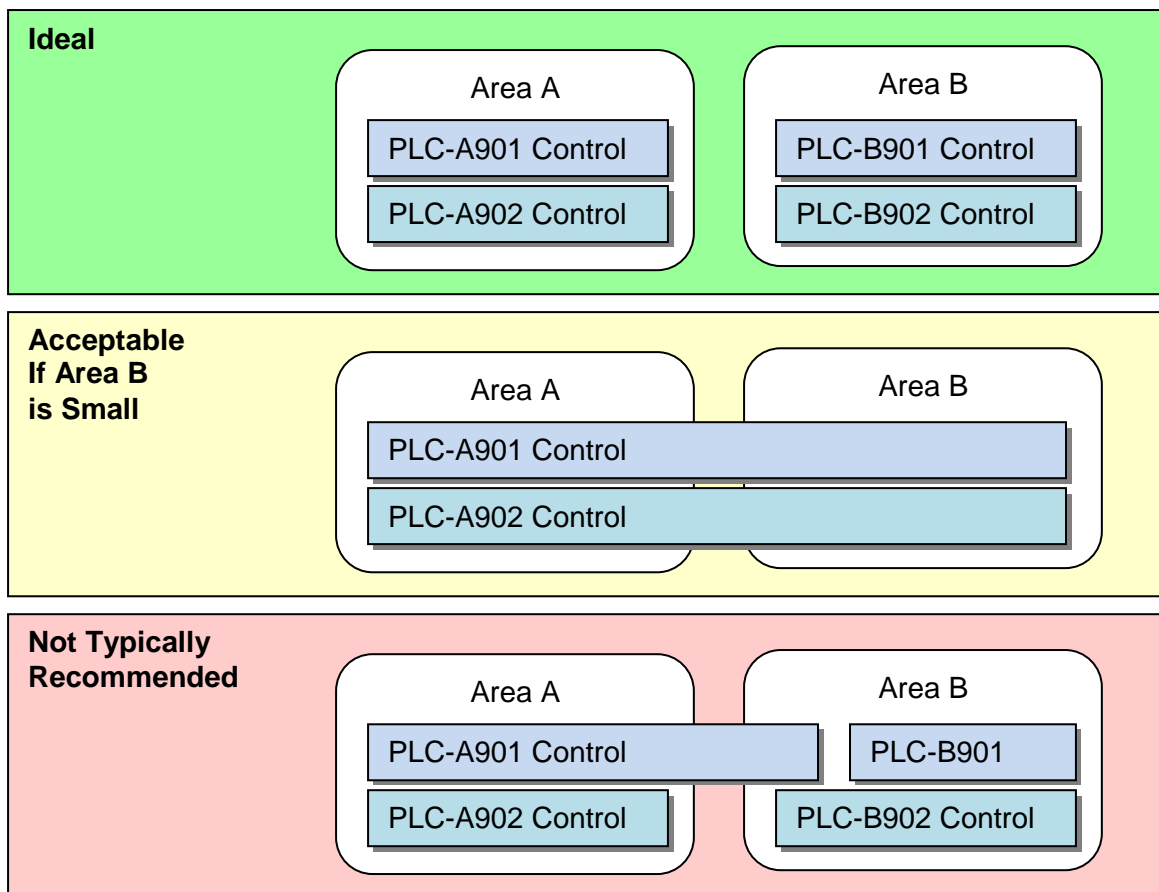 Ideal
Area A
PLC-A901 Control
PLC-A902 Control
Area B
PLC-B901 Control
PLC-B902 Control
Acceptable
If Area B
is Small
Area A
Area B
PLC-A901 Control
PLC-A902 Control
Not Typically
Recommended
Area A
PLC-A901 Control
PLC-A902 Control
Area B
PLC-B901
PLC-B902 Control